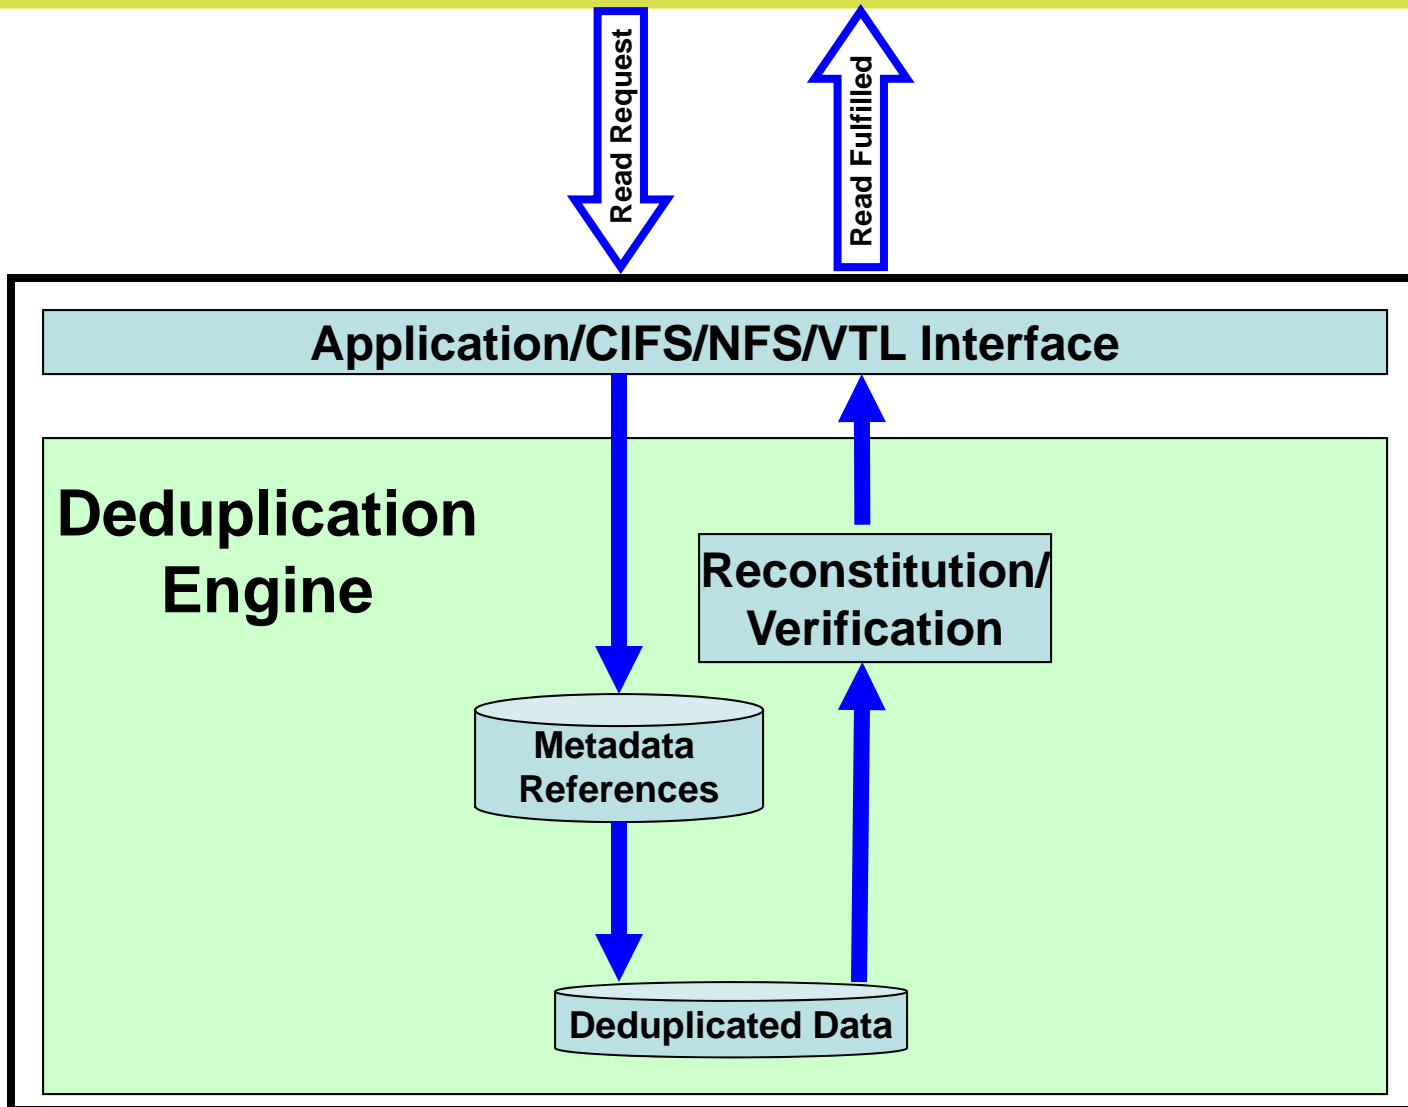 Read Request
Read Fulfilled
Application/CIFS/NFS/VTL Interface
Deduplication
Engine
Reconstitution/
Verification
Metadata
References
Deduplicated Data